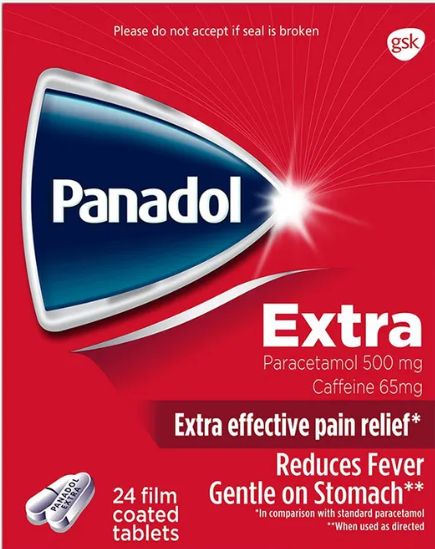 Please do not accept if seal is broken
gsk
Panadol
Extra
Paracetamol 500 mg
Caffeine 65mg
Extra effective pain relief*
Reduces Fever
Gentle on Stomach**
*In comparison with standard paracetamol
**When used as directed
PANADOL
EXTRA
24 film
coated
tablets